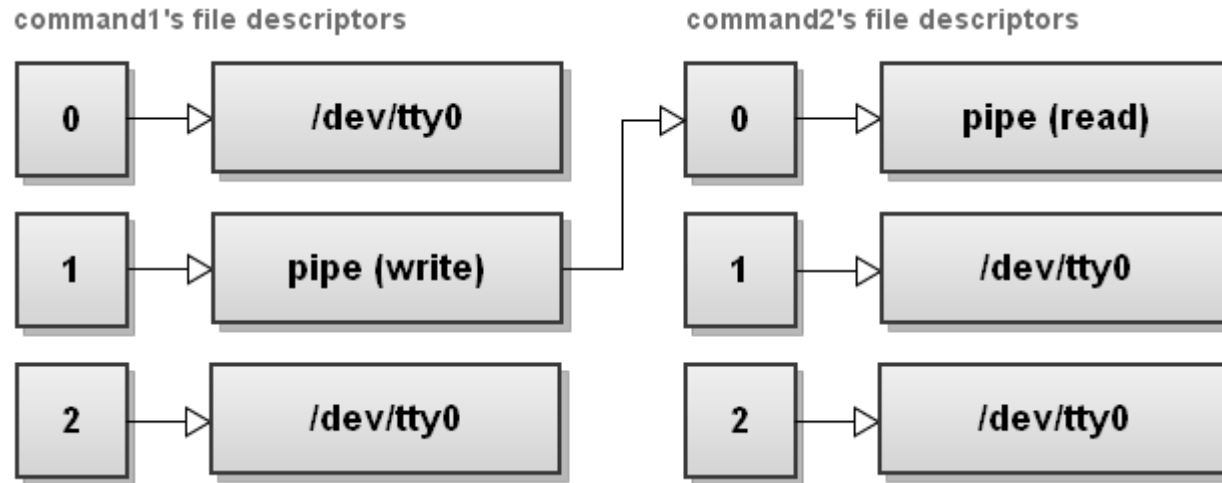 command1's file descriptors
command2's file descriptors
0 /dev/tty0 0 pipe (read)
1 pipe (write) 1 /dev/tty0
2 /dev/tty0 2 /dev/tty0